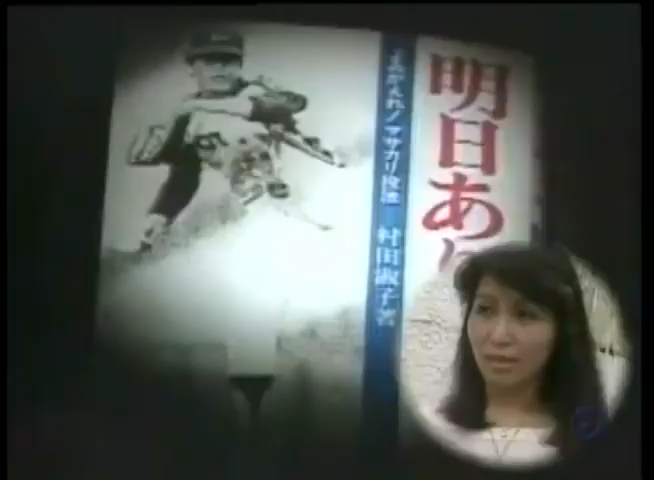 明日あ
よみがえれ!マサカリ投法
村田淑子著